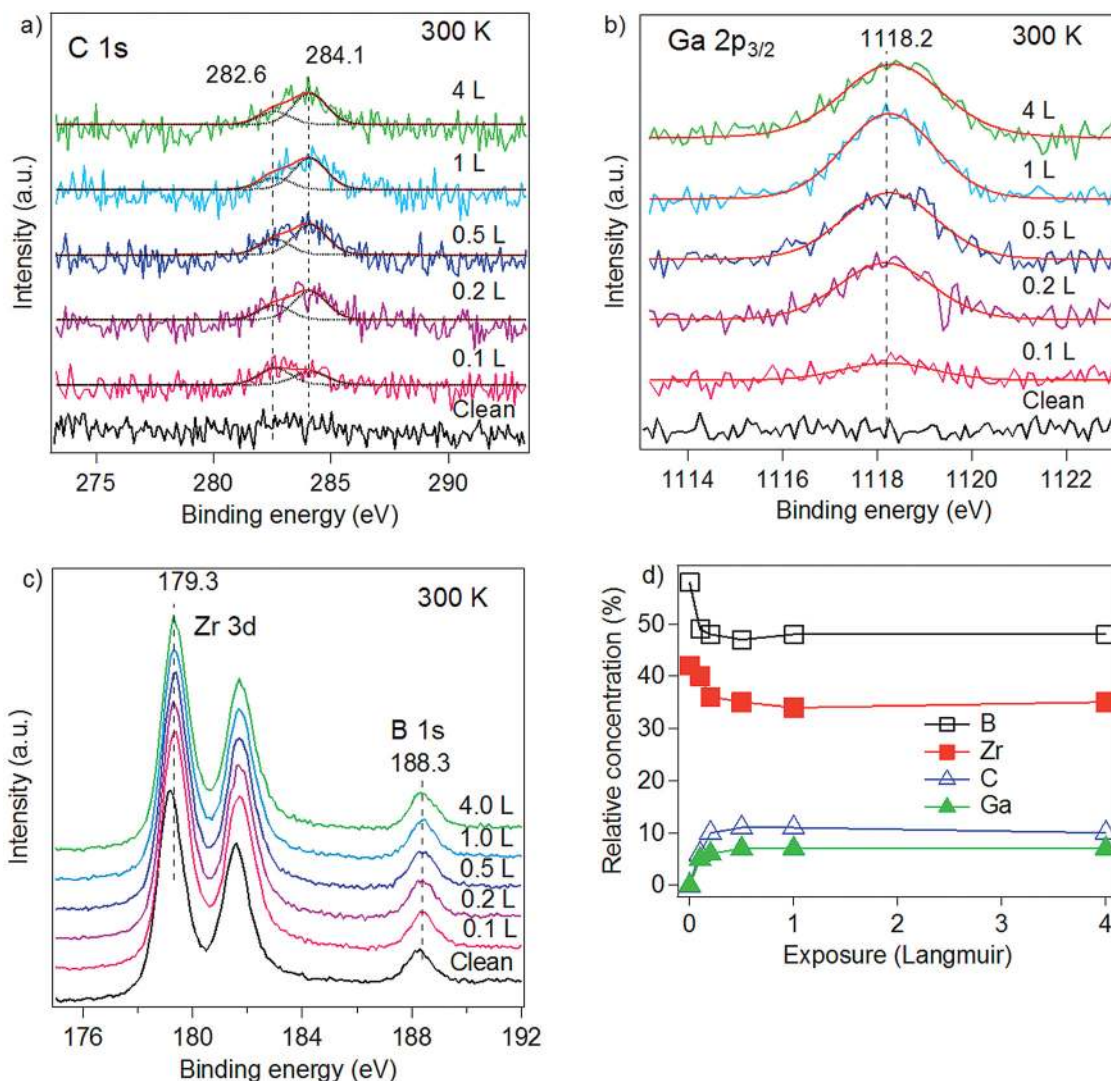 a)
C 1s
300 K
284.1
282.6
4 L
1 L
0.5 L
0.2 L
0.1 L
Clean
Intensity (a.u.)
275 280 285 290
Binding energy (eV)
b)
Ga 2p3/2
1118.2
300 K
4 L
1 L
0.5 L
0.2 L
0.1 L
Clean
Intensity (a.u.)
1114 1116 1118 1120 1122
Binding energy (eV)
c)
179.3
300 K
Zr 3d
B 1s
188.3
4.0 L
1.0 L
0.5 L
0.2 L
0.1 L
Clean
Intensity (a.u.)
176 180 184 188 192
Binding energy (eV)
d)
50
40
30
20
10
0
Relative concentration (%)
B
Zr
C
Ga
0 1 2 3 4
Exposure (Langmuir)